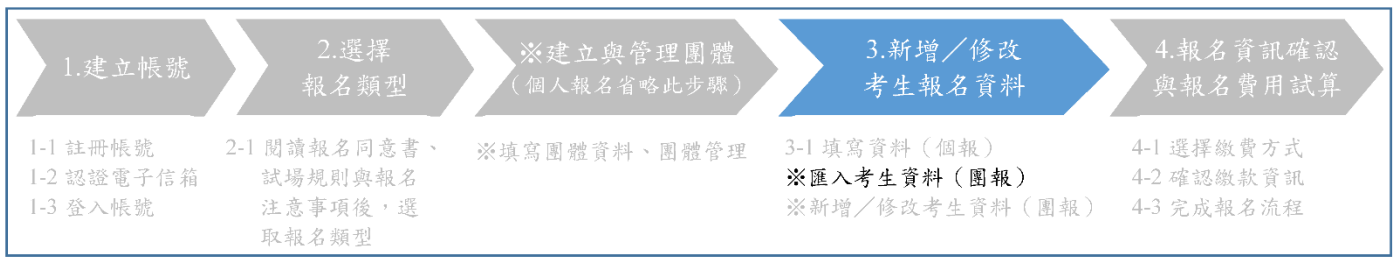 1.建立帳號
1-1 註冊帳號
1-2 認證電子信箱
1-3 登入帳號
2.選擇
報名類型
2-1 閱讀報名同意書、
試場規則與報名
注意事項後，選
取報名類型
※建立與管理團體
（個人報名省略此步驟）
※填寫團體資料、團體管理
3.新增／修改
考生報名資料
3-1 填寫資料（個報）
※匯入考生資料（團報）
※新增／修改考生資料（團報）
4.報名資訊確認
與報名費用試算
4-1 選擇繳費方式
4-2 確認繳款資訊
4-3 完成報名流程